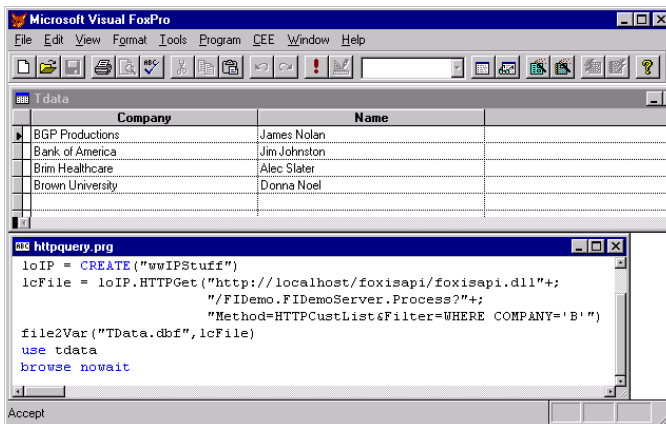 Microsoft Visual FoxPro
File Edit View Format Tools Program CEE Window Help
Tdata
Company Name
BGP Productions James Nolan
Bank of America Jim Johnston
Brim Healthcare Alec Slater
Brown University Donna Noel
httpquery.prg
loIP = CREATE("wwIPStuff")
lcFile = loIP.HTTPGet("http://localhost/foxisapi/foxisapi.dll"+;
"/FIDemo.FIDemoServer.Process?"+;
"Method=HTTPCustList&Filter=WHERE COMPANY='B'")
file2Var("TData.dbf",lcFile)
use tdata
browse nowait
Accept